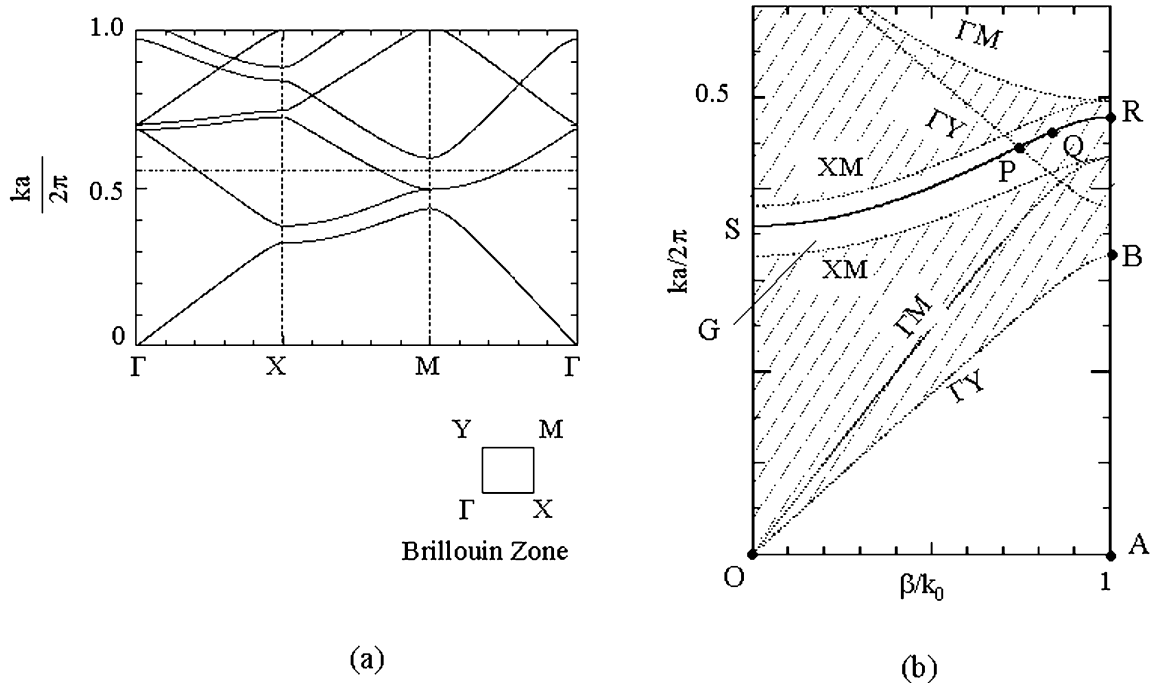 1.0
ka
2π
0.5
0
Γ
X
M
Γ
Y
M
Γ
X
Brillouin Zone
(a)
ΓM
0.5
R
ΓY
Q
P
XM
S
ka/2π
XM
B
G
ΓM
ΓY
A
O
β/k0
1
(b)